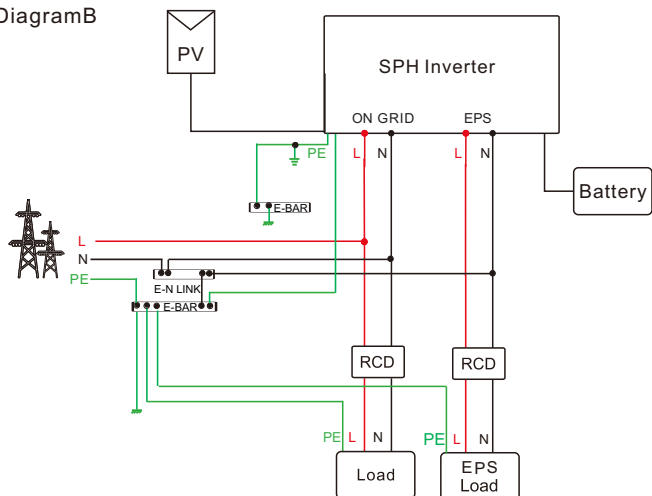 DiagramB
PV
SPH Inverter
ON GRID
EPS
PE
L
N
L
N
Battery
E-BAR
L
N
PE
E-N LINK
E-BAR
RCD
RCD
PE
L
N
PE
L
N
Load
EPS
Load